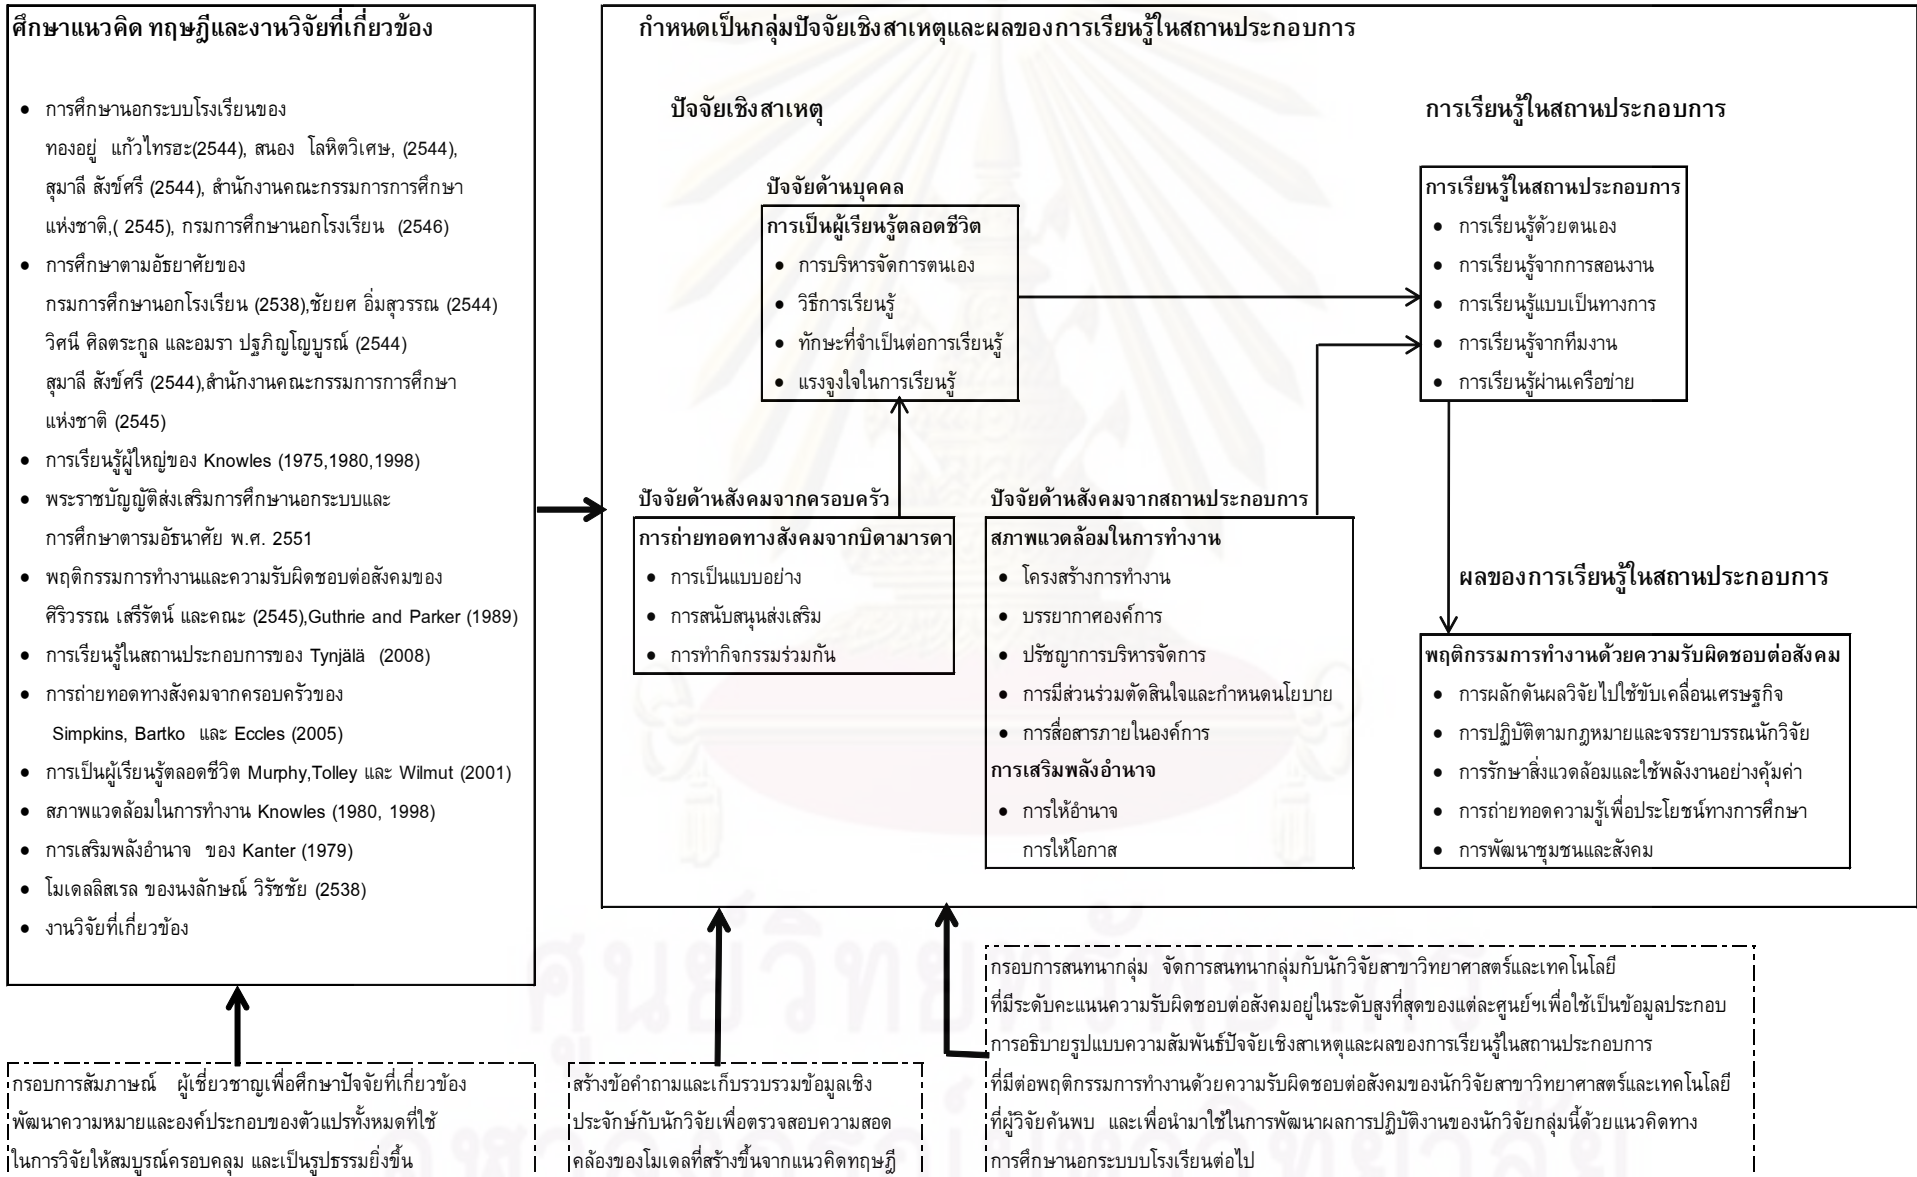 ศึกษาแนวคิด ทฤษฎีและงานวิจัยที่เกี่ยวข้อง
● การศึกษานอกระบบโรงเรียนของ
ทองอยู่ แก้วไทรฮะ(2544), สนอง โลหิตวิเศษ, (2544),
สุมาลี สังข์ศรี (2544), สำนักงานคณะกรรมการการศึกษา
แห่งชาติ,( 2545), กรมการศึกษานอกโรงเรียน (2546)
● การศึกษาตามอัธยาศัยของ
กรมการศึกษานอกโรงเรียน (2538),ชัยยศ อิ่มสุวรรณ (2544)
วิศนี ศิลตระกูล และอมรา ปฐภิญโญบูรณ์ (2544)
สุมาลี สังข์ศรี (2544),สำนักงานคณะกรรมการการศึกษา
แห่งชาติ (2545)
● การเรียนรู้ผู้ใหญ่ของ Knowles (1975,1980,1998)
● พระราชบัญญัติส่งเสริมการศึกษานอกระบบและ
การศึกษาตารมอัธนาศัย พ.ศ. 2551
● พฤติกรรมการทำงานและความรับผิดชอบต่อสังคมของ
ศิริวรรณ เสรีรัตน์ และคณะ (2545),Guthrie and Parker (1989)
● การเรียนรู้ในสถานประกอบการของ Tynjälä (2008)
● การถ่ายทอดทางสังคมจากครอบครัวของ
Simpkins, Bartko และ Eccles (2005)
● การเป็นผู้เรียนรู้ตลอดชีวิต Murphy,Tolley และ Wilmut (2001)
● สภาพแวดล้อมในการทำงาน Knowles (1980, 1998)
● การเสริมพลังอำนาจ ของ Kanter (1979)
● โมเดลลิสเรล ของนงลักษณ์ วิรัชชัย (2538)
● งานวิจัยที่เกี่ยวข้อง
กำหนดเป็นกลุ่มปัจจัยเชิงสาเหตุและผลของการเรียนรู้ในสถานประกอบการ
ปัจจัยเชิงสาเหตุ
ปัจจัยด้านบุคคล
การเป็นผู้เรียนรู้ตลอดชีวิต
● การบริหารจัดการตนเอง
● วิธีการเรียนรู้
● ทักษะที่จำเป็นต่อการเรียนรู้
● แรงจูงใจในการเรียนรู้
ปัจจัยด้านสังคมจากครอบครัว
การถ่ายทอดทางสังคมจากบิดามารดา
● การเป็นแบบอย่าง
● การสนับสนุนส่งเสริม
● การทำกิจกรรมร่วมกัน
ปัจจัยด้านสังคมจากสถานประกอบการ
สภาพแวดล้อมในการทำงาน
● โครงสร้างการทำงาน
● บรรยากาศองค์การ
● ปรัชญาการบริหารจัดการ
● การมีส่วนร่วมตัดสินใจและกำหนดนโยบาย
● การสื่อสารภายในองค์การ
การเสริมพลังอำนาจ
● การให้อำนาจ
การให้โอกาส
การเรียนรู้ในสถานประกอบการ
การเรียนรู้ในสถานประกอบการ
● การเรียนรู้ด้วยตนเอง
● การเรียนรู้จากการสอนงาน
● การเรียนรู้แบบเป็นทางการ
● การเรียนรู้จากทีมงาน
● การเรียนรู้ผ่านเครือข่าย
ผลของการเรียนรู้ในสถานประกอบการ
พฤติกรรมการทำงานด้วยความรับผิดชอบต่อสังคม
● การผลักดันผลวิจัยไปใช้ขับเคลื่อนเศรษฐกิจ
● การปฏิบัติตามกฎหมายและจรรยาบรรณนักวิจัย
● การรักษาสิ่งแวดล้อมและใช้พลังงานอย่างคุ้มค่า
● การถ่ายทอดความรู้เพื่อประโยชน์ทางการศึกษา
● การพัฒนาชุมชนและสังคม
กรอบการสัมภาษณ์ ผู้เชี่ยวชาญเพื่อศึกษาปัจจัยที่เกี่ยวข้อง
พัฒนาความหมายและองค์ประกอบของตัวแปรทั้งหมดที่ใช้
ในการวิจัยให้สมบูรณ์ครอบคลุม และเป็นรูปธรรมยิ่งขึ้น
สร้างข้อคำถามและเก็บรวบรวมข้อมูลเชิง
ประจักษ์กับนักวิจัยเพื่อตรวจสอบความสอด
คล้องของโมเดลที่สร้างขึ้นจากแนวคิดทฤษฎี
กรอบการสนทนากลุ่ม จัดการสนทนากลุ่มกับนักวิจัยสาขาวิทยาศาสตร์และเทคโนโลยี
ที่มีระดับคะแนนความรับผิดชอบต่อสังคมอยู่ในระดับสูงที่สุดของแต่ละศูนย์ฯเพื่อใช้เป็นข้อมูลประกอบ
การอธิบายรูปแบบความสัมพันธ์ปัจจัยเชิงสาเหตุและผลของการเรียนรู้ในสถานประกอบการ
ที่มีต่อพฤติกรรมการทำงานด้วยความรับผิดชอบต่อสังคมของนักวิจัยสาขาวิทยาศาสตร์และเทคโนโลยี
ที่ผู้วิจัยค้นพบ และเพื่อนำมาใช้ในการพัฒนาผลการปฏิบัติงานของนักวิจัยกลุ่มนี้ด้วยแนวคิดทาง
การศึกษานอกระบบบโรงเรียนต่อไป
ศูนย์วิทยทรัพยากร
จุฬาลงกรณ์มหาวิทยาลัย